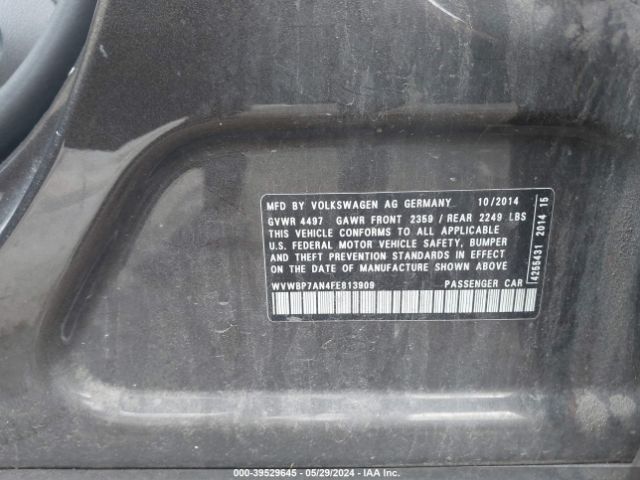 MFD BY VOLKSWAGEN AG GERMANY 10/2014
GVWR 4497 GAWR FRONT 2359 / REAR 2249 LBS
THIS VEHICLE CONFORMS TO ALL APPLICABLE
U.S. FEDERAL MOTOR VEHICLE SAFETY, BUMPER
AND THEFT PREVENTION STANDARDS IN EFFECT ON
THE DATE OF MANUFACTURE SHOWN ABOVE
WVWBP7AN4FE813909 PASSENGER CAR
4255431 2014 15
000-39529645 - 05/29/2024 - IAA Inc.